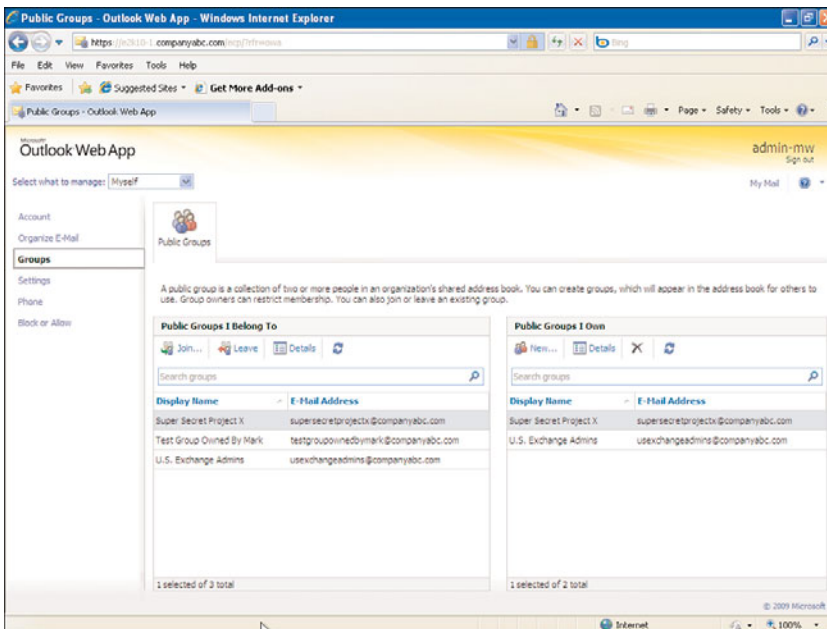 Public Groups - Outlook Web App - Windows Internet Explorer
https://e2k10-1.companyabc.com/ecp/?rfr=owa
Bing
File Edit View Favorites Tools Help
Favorites Suggested Sites Get More Add-ons
Public Groups - Outlook Web App
Page Safety Tools
Microsoft
Outlook Web App
admin-mw
Sign out
Select what to manage: Myself
My Mail
Account
Organize E-Mail
Groups
Settings
Phone
Block or Allow
Public Groups
A public group is a collection of two or more people in an organization's shared address book. You can create groups, which will appear in the address book for others to
use. Group owners can restrict membership. You can also join or leave an existing group.
Public Groups I Belong To
Join... Leave Details
Search groups
Display Name E-Mail Address
Super Secret Project X supersecretprojectx@companyabc.com
Test Group Owned By Mark testgroupownedbymark@companyabc.com
U.S. Exchange Admins usexchangeadmins@companyabc.com
1 selected of 3 total
Public Groups I Own
New... Details
Search groups
Display Name E-Mail Address
Super Secret Project X supersecretprojectx@companyabc.com
U.S. Exchange Admins usexchangeadmins@companyabc.com
1 selected of 2 total
© 2009 Microsoft
Internet
100%